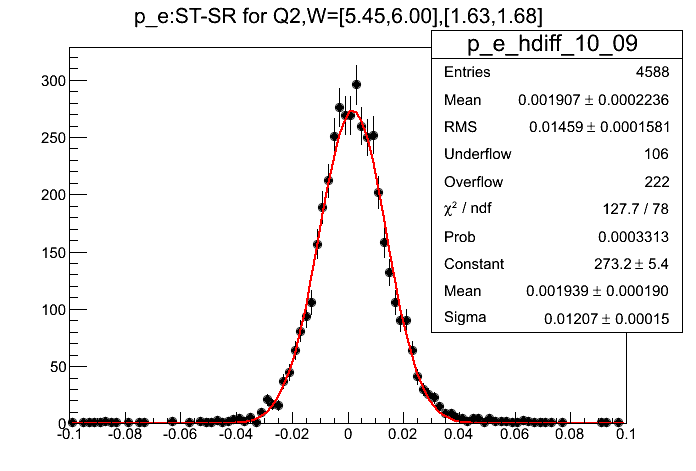 p_e:ST-SR for Q2,W=[5.45,6.00],[1.63,1.68]
p_e_hdiff_10_09
Entries 4588
Mean 0.001907 ± 0.0002236
RMS 0.01459 ± 0.0001581
Underflow 106
Overflow 222
χ² / ndf 127.7 / 78
Prob 0.0003313
Constant 273.2 ± 5.4
Mean 0.001939 ± 0.000190
Sigma 0.01207 ± 0.00015
300
250
200
150
100
50
0
-0.1 -0.08 -0.06 -0.04 -0.02 0 0.02 0.04 0.06 0.08 0.1